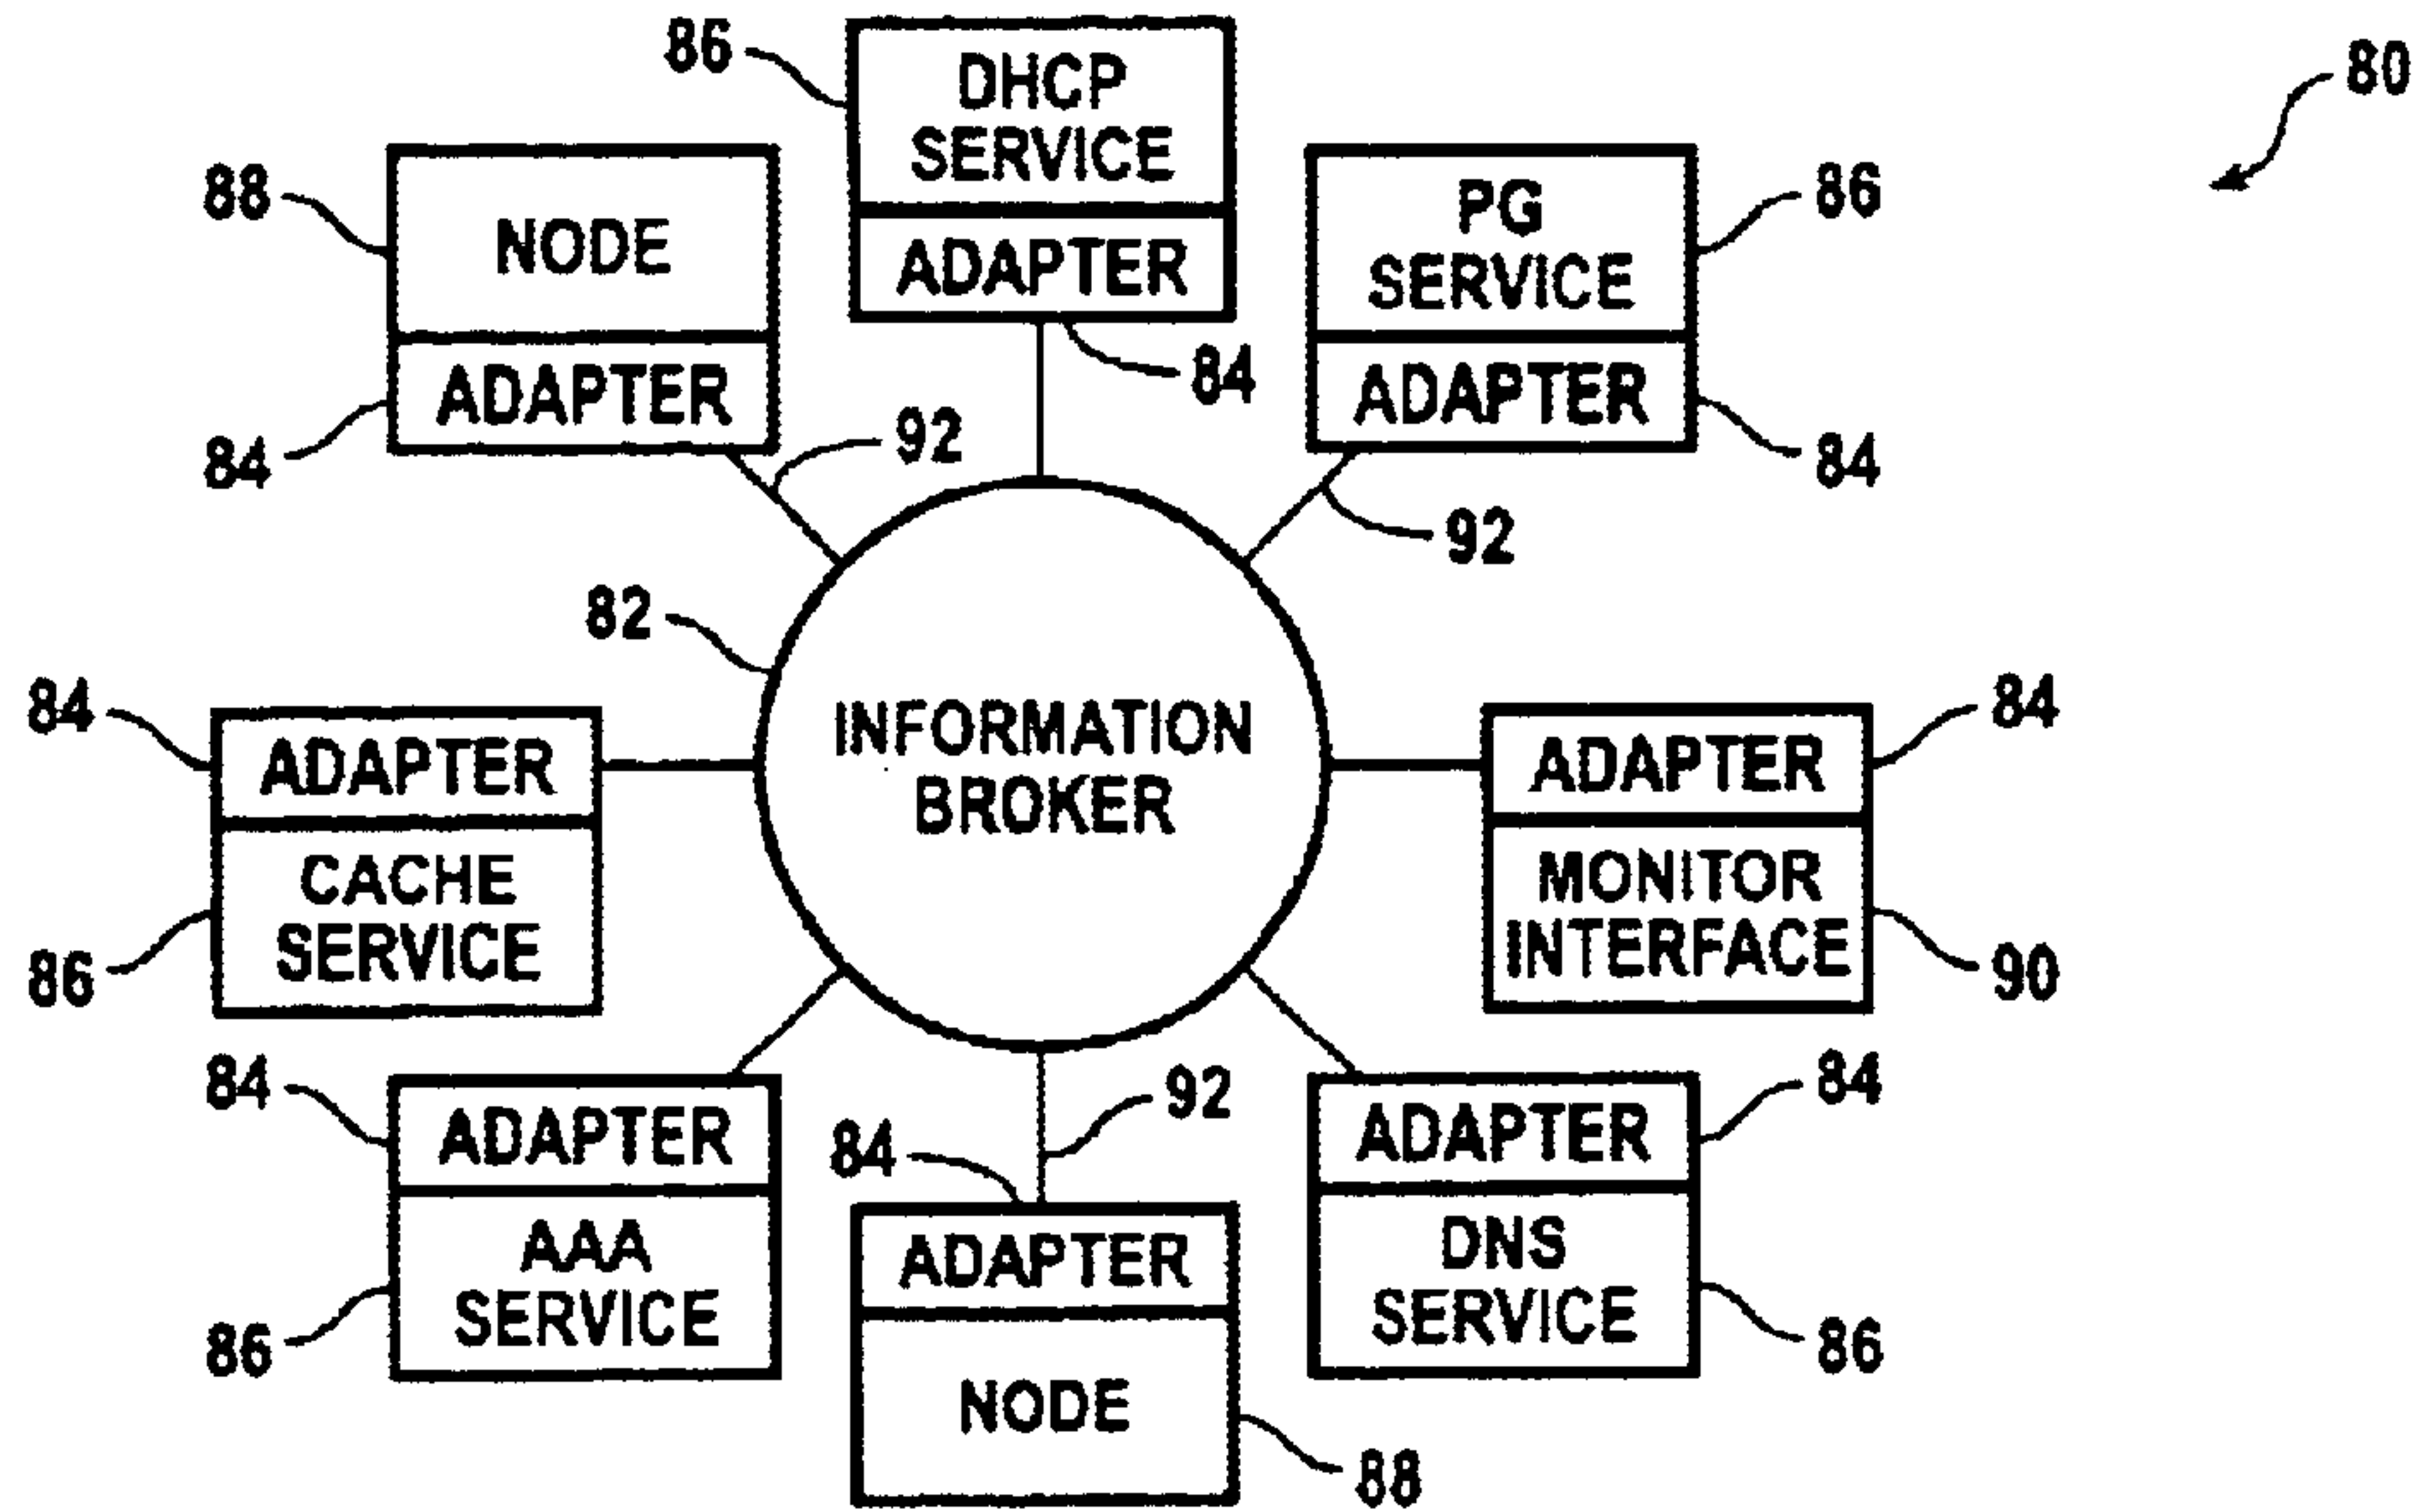 86
DHCP
SERVICE
ADAPTER
84
80
88
NODE
ADAPTER
84
92
PG
SERVICE
86
ADAPTER
84
92
82
INFORMATION
BROKER
84
ADAPTER
CACHE
SERVICE
86
ADAPTER
84
MONITOR
INTERFACE
90
84
ADAPTER
AAA
SERVICE
86
92
84
ADAPTER
NODE
88
ADAPTER
84
DNS
SERVICE
86